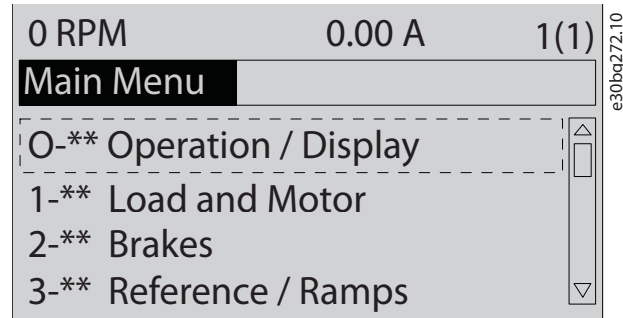 0 RPM 0.00 A 1(1)
Main Menu
O-** Operation / Display
1-** Load and Motor
2-** Brakes
3-** Reference / Ramps
e30bg272.10